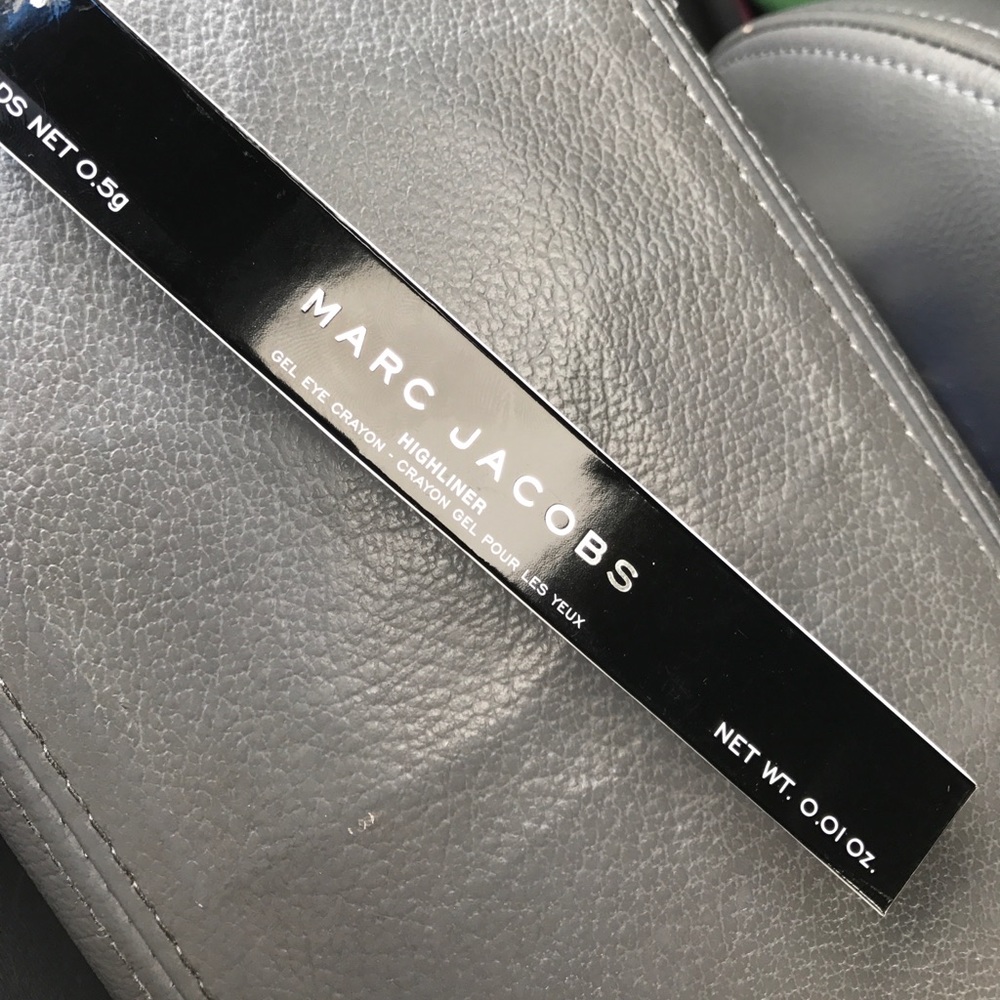 DS NET 0.5g
MARC JACOBS
HIGHLINER
GEL EYE CRAYON - CRAYON GEL POUR LES YEUX
NET WT. 0.01 OZ.